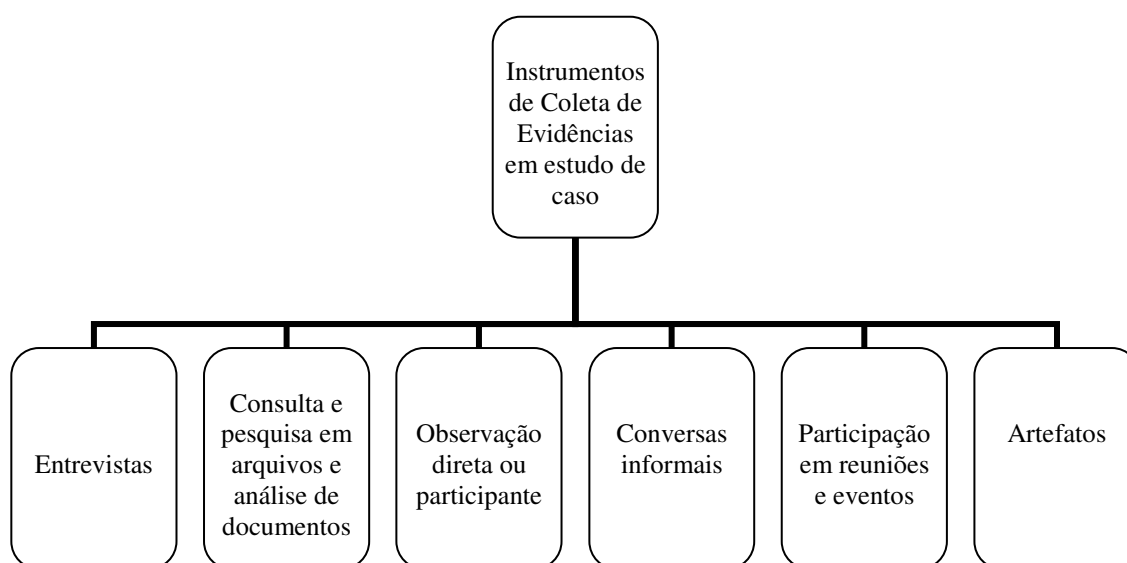 Instrumentos
de Coleta de
Evidências
em estudo de
caso
Entrevistas
Consulta e
pesquisa em
arquivos e
análise de
documentos
Observação
direta ou
participante
Conversas
informais
Participação
em reuniões
e eventos
Artefatos